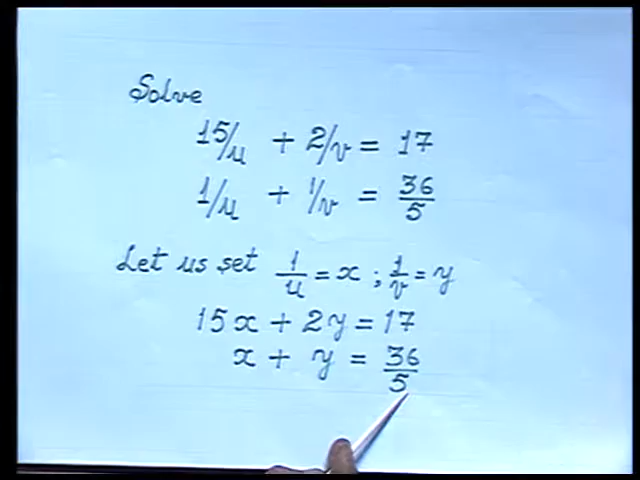 Solve
15/u + 2/v = 17
1/u + 1/v = 36/5
Let us set 1/u = x ; 1/v = y
15x + 2y = 17
x + y = 36/5